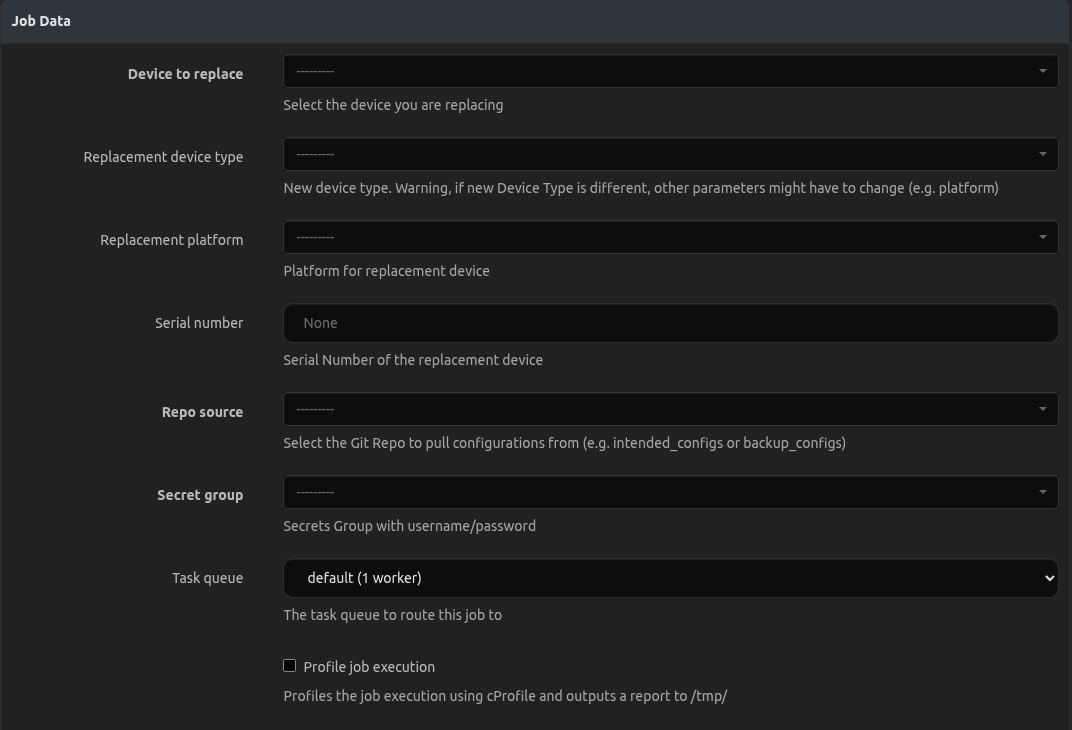 Job Data
Device to replace
---------
Select the device you are replacing
Replacement device type
---------
New device type. Warning, if new Device Type is different, other parameters might have to change (e.g. platform)
Replacement platform
---------
Platform for replacement device
Serial number
None
Serial Number of the replacement device
Repo source
---------
Select the Git Repo to pull configurations from (e.g. intended_configs or backup_configs)
Secret group
---------
Secrets Group with username/password
Task queue
default (1 worker)
The task queue to route this job to
Profile job execution
Profiles the job execution using cProfile and outputs a report to /tmp/